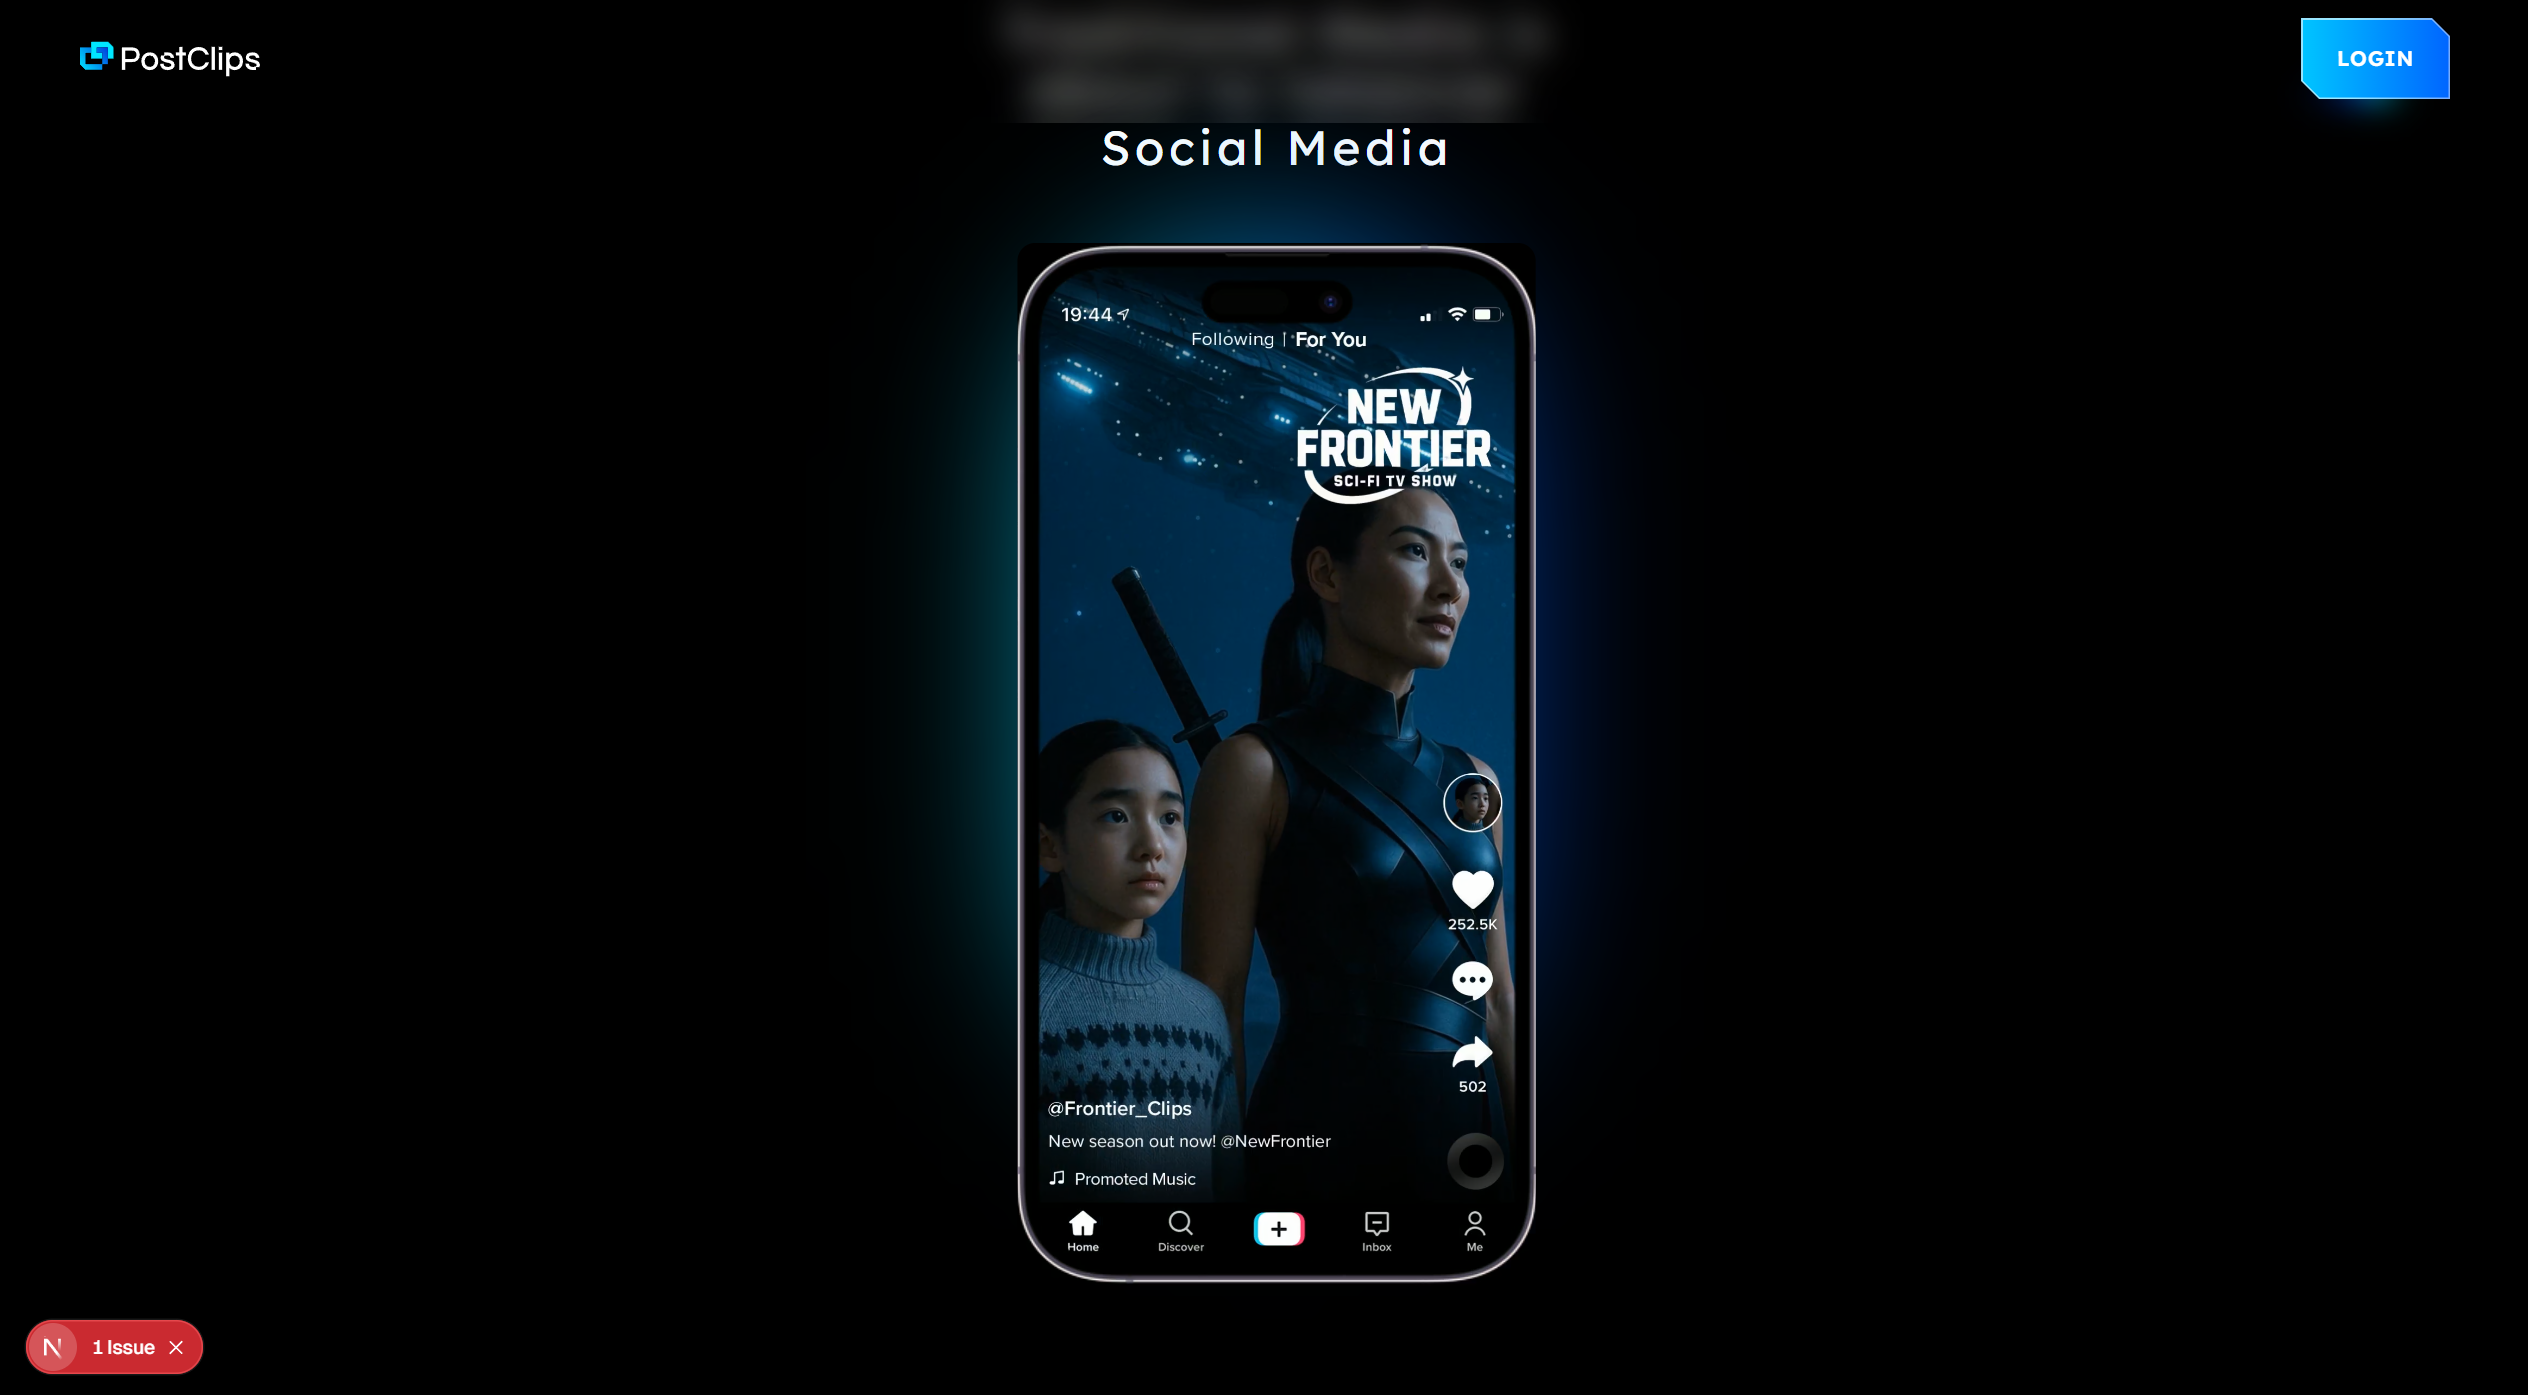 PostClips
LOGIN
Social Media
19:44
Following | For You
NEW
FRONTIER
SCI-FI TV SHOW
252.5K
502
@Frontier_Clips
New season out now! @NewFrontier
Promoted Music
Home
Discover
Inbox
Me
N
1 Issue